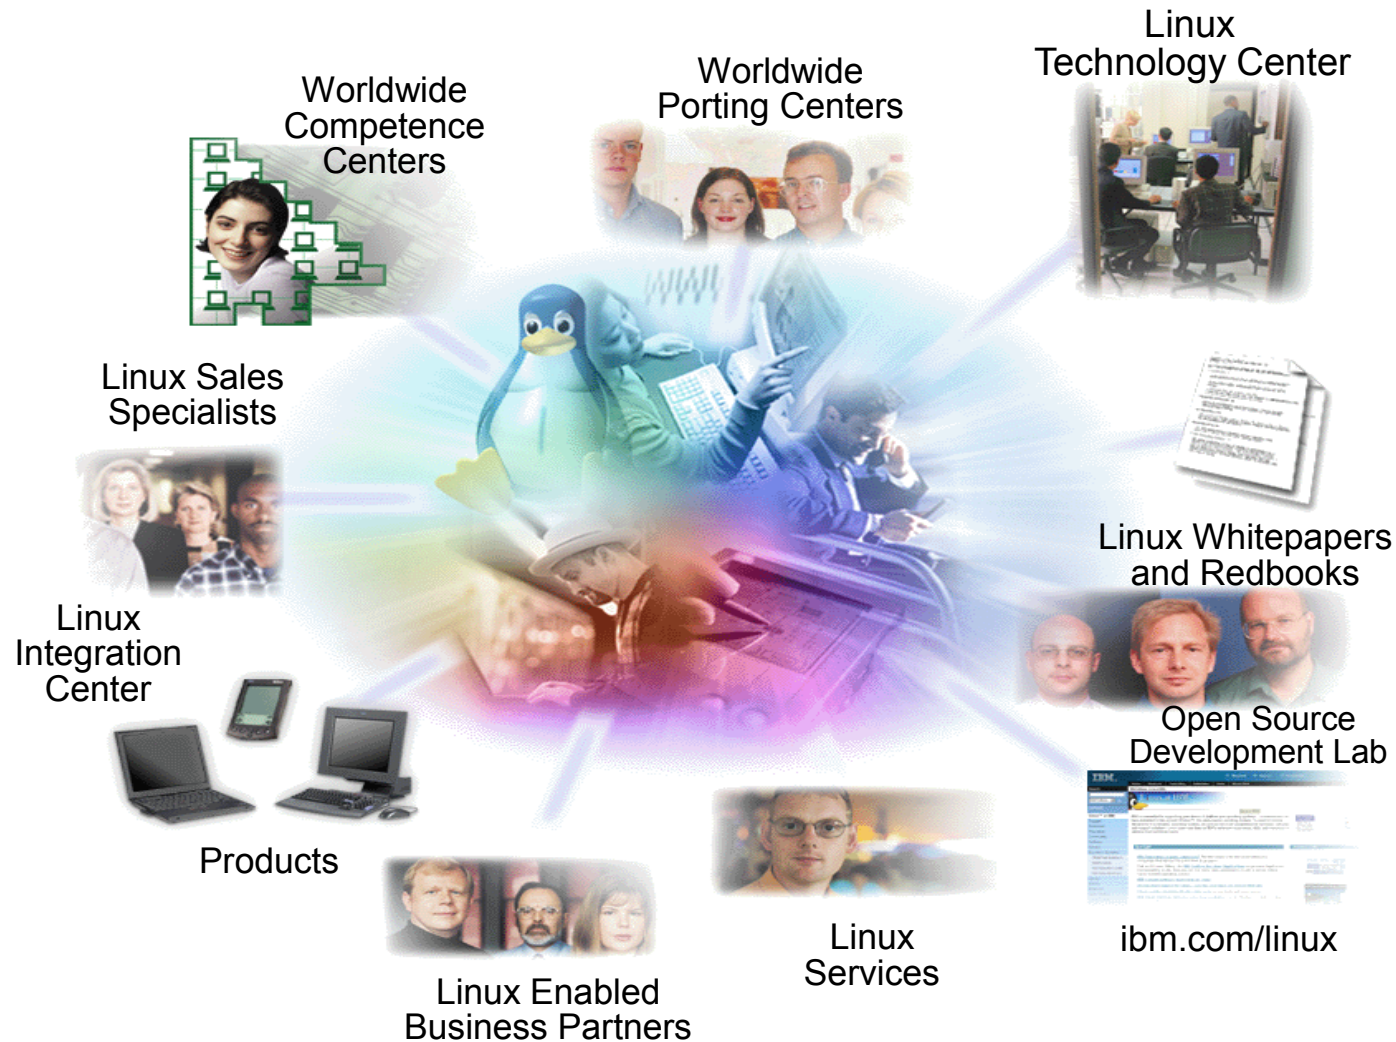 Linux
Technology Center
Worldwide
Porting Centers
Worldwide
Competence
Centers
Linux Sales
Specialists
Linux Whitepapers
and Redbooks
Linux
Integration
Center
Open Source
Development Lab
IBM
Products
Linux
Services
ibm.com/linux
Linux Enabled
Business Partners